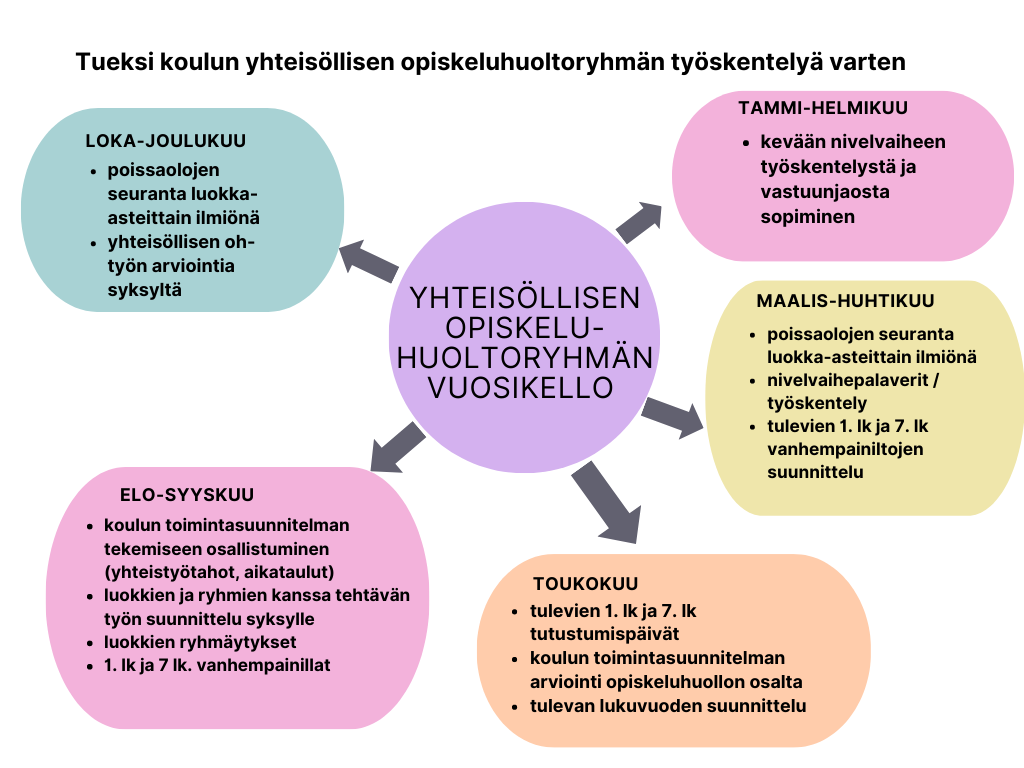 Tueksi koulun yhteisöllisen opiskeluhuoltoryhmän työskentelyä varten
LOKA-JOULUKUU
• poissaolojen
seuranta luokka-
asteittain ilmiönä
• yhteisöllisen oh-
työn arviointia
syksyltä
TAMMI-HELMIKUU
• kevään nivelvaiheen
työskentelystä ja
vastuunjaosta
sopiminen
YHTEISÖLLISEN
OPISKELU-
HUOLTORYHMÄN
VUOSIKELLO
MAALIS-HUHTIKUU
• poissaolojen seuranta
luokka-asteittain ilmiönä
• nivelvaihepalaverit /
työskentely
• tulevien 1. lk ja 7. lk
vanhempainiltojen
suunnittelu
ELO-SYYSKUU
• koulun toimintasuunnitelman
tekemiseen osallistuminen
(yhteistyötahot, aikataulut)
• luokkien ja ryhmien kanssa tehtävän
työn suunnittelu syksylle
• luokkien ryhmäytykset
• 1. lk ja 7 lk. vanhempainillat
TOUKOKUU
• tulevien 1. lk ja 7. lk
tutustumispäivät
• koulun toimintasuunnitelman
arviointi opiskeluhuollon osalta
• tulevan lukuvuoden suunnittelu